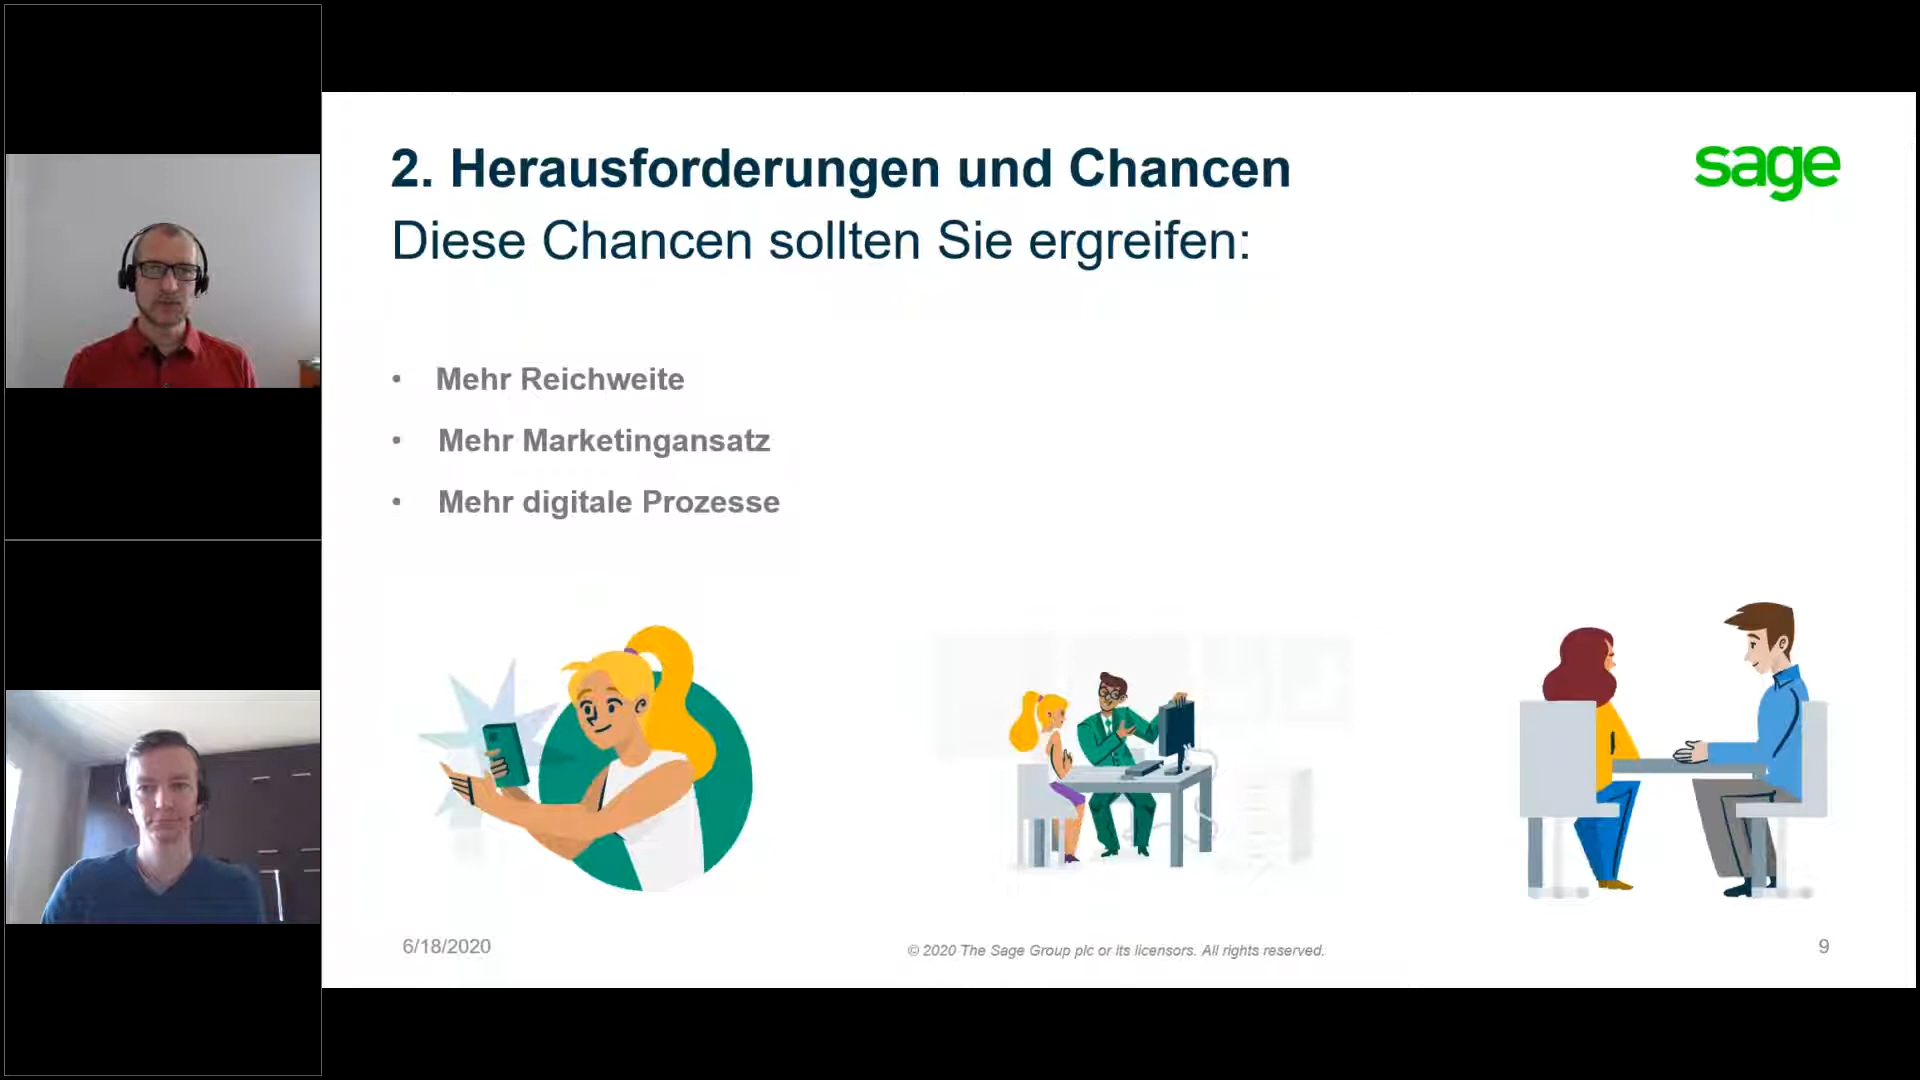 2. Herausforderungen und Chancen
sage
Diese Chancen sollten Sie ergreifen:
• Mehr Reichweite
• Mehr Marketingansatz
• Mehr digitale Prozesse
6/18/2020
© 2020 The Sage Group plc or its licensors. All rights reserved.
9